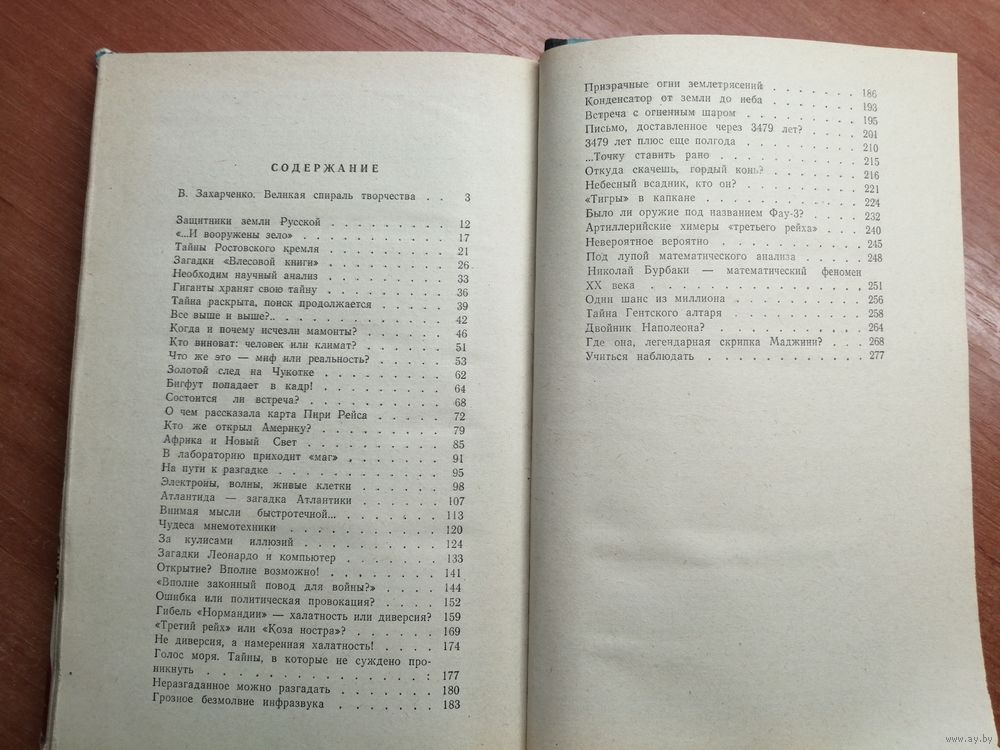 СОДЕРЖАНИЕ
В. Захарченко. Великая спираль творчества . . 3
Защитники земли Русской . . . . . . . 12
«...И вооружены зело» . . . . . . . . 17
Тайны Ростовского кремля . . . . . . . 21
Загадки «Влесовой книги» . . . . . . . 26
Необходим научный анализ . . . . . . . 33
Гиганты хранят свою тайну . . . . . . . 36
Тайна раскрыта, поиск продолжается . . . . 39
Все выше и выше?.. . . . . . . . . 42
Когда и почему исчезли мамонты? . . . . . 46
Кто виноват: человек или климат? . . . . . 51
Что же это — миф или реальность? . . . . . 53
Золотой след на Чукотке . . . . . . . 62
Бигфут попадает в кадр! . . . . . . . 64
Состоится ли встреча? . . . . . . . . 68
О чем рассказала карта Пири Рейса . . . . . 72
Кто же открыл Америку? . . . . . . . 79
Африка и Новый Свет . . . . . . . . 85
В лабораторию приходит «маг» . . . . . . 91
На пути к разгадке . . . . . . . . . 95
Электроны, волны, живые клетки . . . . . 98
Атлантида — загадка Атлантики . . . . . 107
Внимая мысли быстротечной... . . . . . . 113
Чудеса мнемотехники . . . . . . . . 120
За кулисами иллюзий . . . . . . . . 124
Загадки Леонардо и компьютер . . . . . . 133
Открытие? Вполне возможно! . . . . . . . 141
«Вполне законный повод для войны?» . . . . 144
Ошибка или политическая провокация? . . . . 152
Гибель «Нормандии» — халатность или диверсия? 159
«Третий рейх» или «Коза ностра»? . . . . . 169
Не диверсия, а намеренная халатность! . . . . 174
Голос моря. Тайны, в которые не суждено про-
никнуть . . . . . . . . . . . 177
Неразгаданное можно разгадать . . . . . . 180
Грозное безмолвие инфразвука . . . . . . 183
Призрачные огни землетрясений . . . . . . 186
Конденсатор от земли до неба . . . . . . 193
Встреча с огненным шаром . . . . . . . 195
Письмо, доставленное через 3479 лет? . . . . 201
3479 лет плюс еще полгода . . . . . . . 210
...Точку ставить рано . . . . . . . . 215
Откуда скачешь, гордый конь? . . . . . . 216
Небесный всадник, кто он? . . . . . . . 221
«Тигры» в капкане . . . . . . . . . 224
Было ли оружие под названием Фау-3? . . . . 232
Артиллерийские химеры «третьего рейха» . . . 240
Невероятное вероятно . . . . . . . . 245
Под лупой математического анализа . . . . . 248
Николай Бурбаки — математический феномен
XX века . . . . . . . . . . . 251
Один шанс из миллиона . . . . . . . . 256
Тайна Гентского алтаря . . . . . . . . 258
Двойник Наполеона? . . . . . . . . . 264
Где она, легендарная скрипка Маджини? . . . 268
Учиться наблюдать . . . . . . . . . 277
www.ay.by